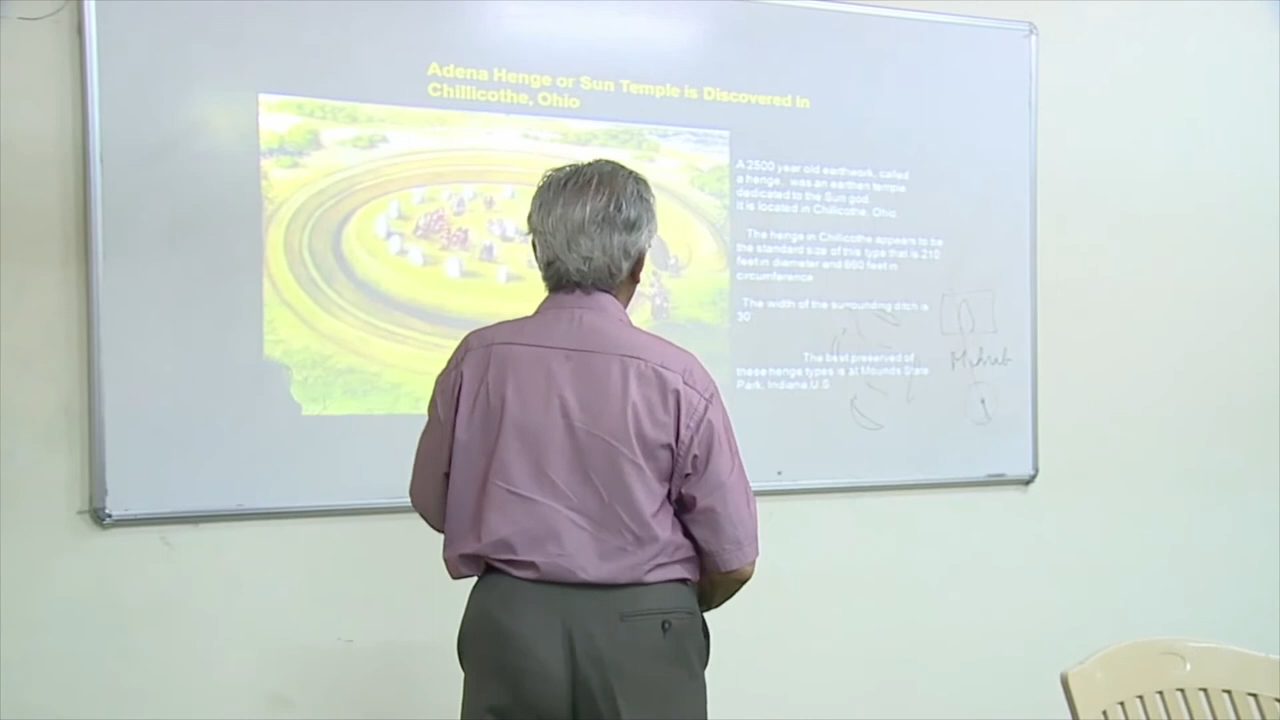 Adena Henge or Sun Temple is Discovered in
Chillicothe, Ohio
A 2500 year old earthwork, called
a henge, was an earthen temple
dedicated to the Sun god.
It is located in Chillicothe, Ohio
The henge in Chillicothe appears to be
the standard size of this type that is 210
feet in diameter and 660 feet in
circumference
The width of the surrounding ditch is
30'
The best preserved of
these henge types is at Mounds State
Park, Indiana U.S